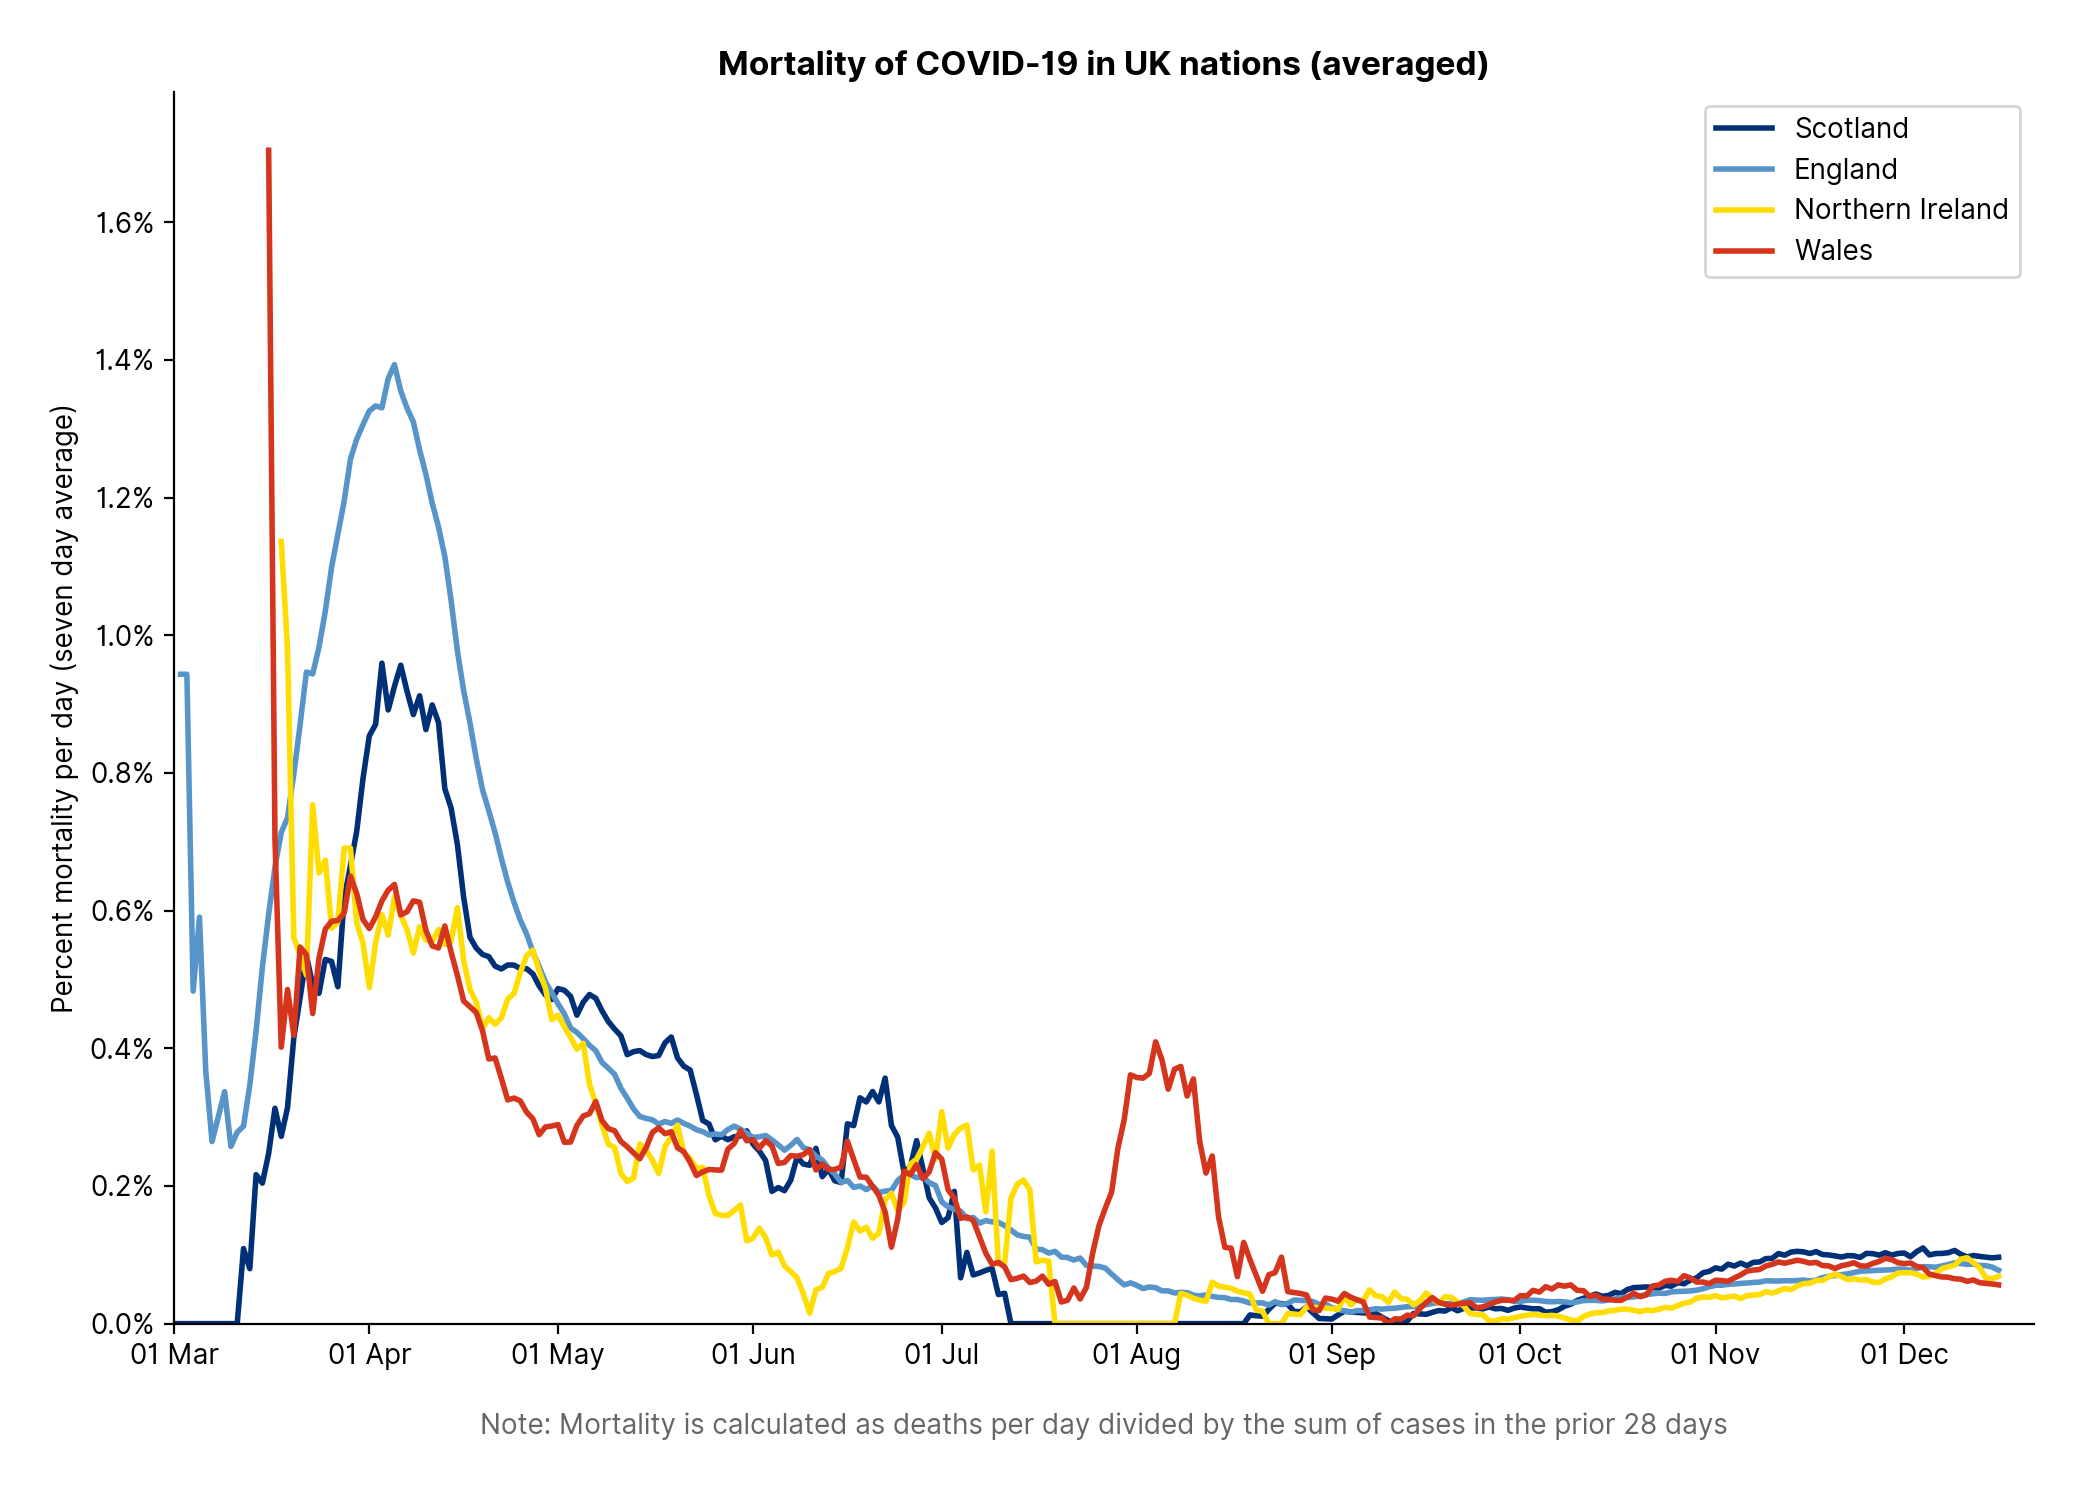 Mortality of COVID-19 in UK nations (averaged)
Scotland
England
Northern Ireland
Wales
Percent mortality per day (seven day average)
1.6%
1.4%
1.2%
1.0%
0.8%
0.6%
0.4%
0.2%
0.0%
01 Mar 01 Apr 01 May 01 Jun 01 Jul 01 Aug 01 Sep 01 Oct 01 Nov 01 Dec
Note: Mortality is calculated as deaths per day divided by the sum of cases in the prior 28 days